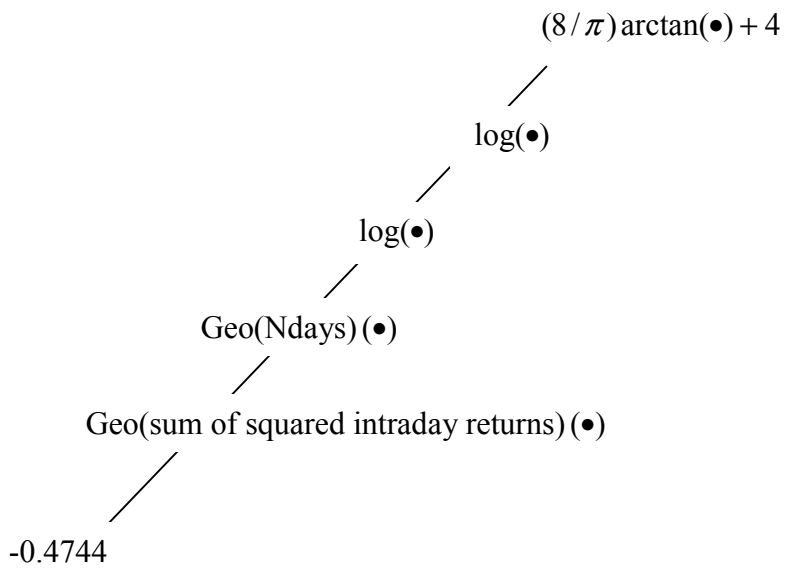 (8/π)arctan(•)+4
log(•)
log(•)
Geo(Ndays)(•)
Geo(sum of squared intraday returns)(•)
-0.4744